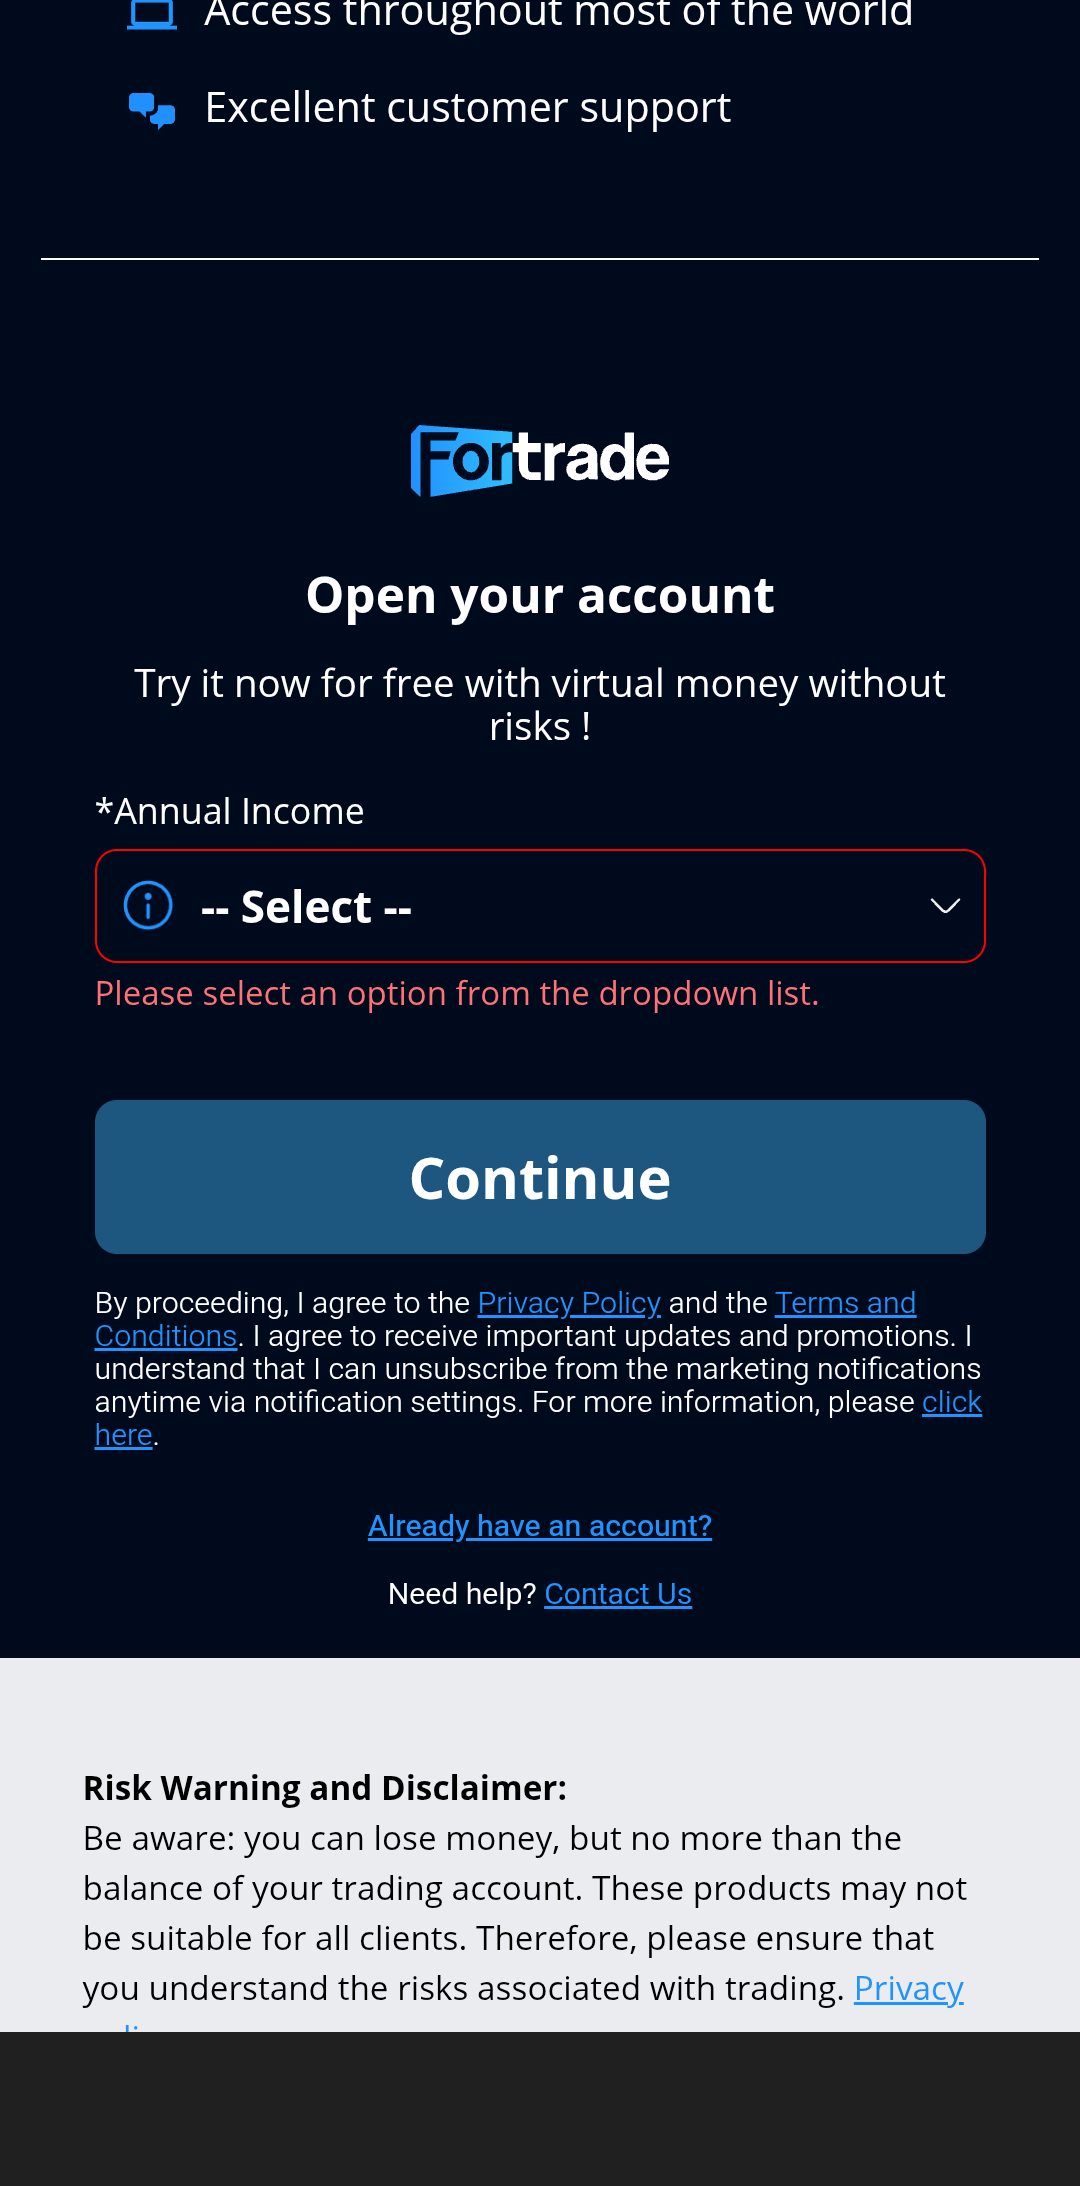 Access throughout most of the world
Excellent customer support
Fortrade
Open your account
Try it now for free with virtual money without
risks !
*Annual Income
-- Select --
Please select an option from the dropdown list.
Continue
By proceeding, I agree to the Privacy Policy and the Terms and
Conditions. I agree to receive important updates and promotions. I
understand that I can unsubscribe from the marketing notifications
anytime via notification settings. For more information, please click
here.
Already have an account?
Need help? Contact Us
Risk Warning and Disclaimer:
Be aware: you can lose money, but no more than the
balance of your trading account. These products may not
be suitable for all clients. Therefore, please ensure that
you understand the risks associated with trading. Privacy